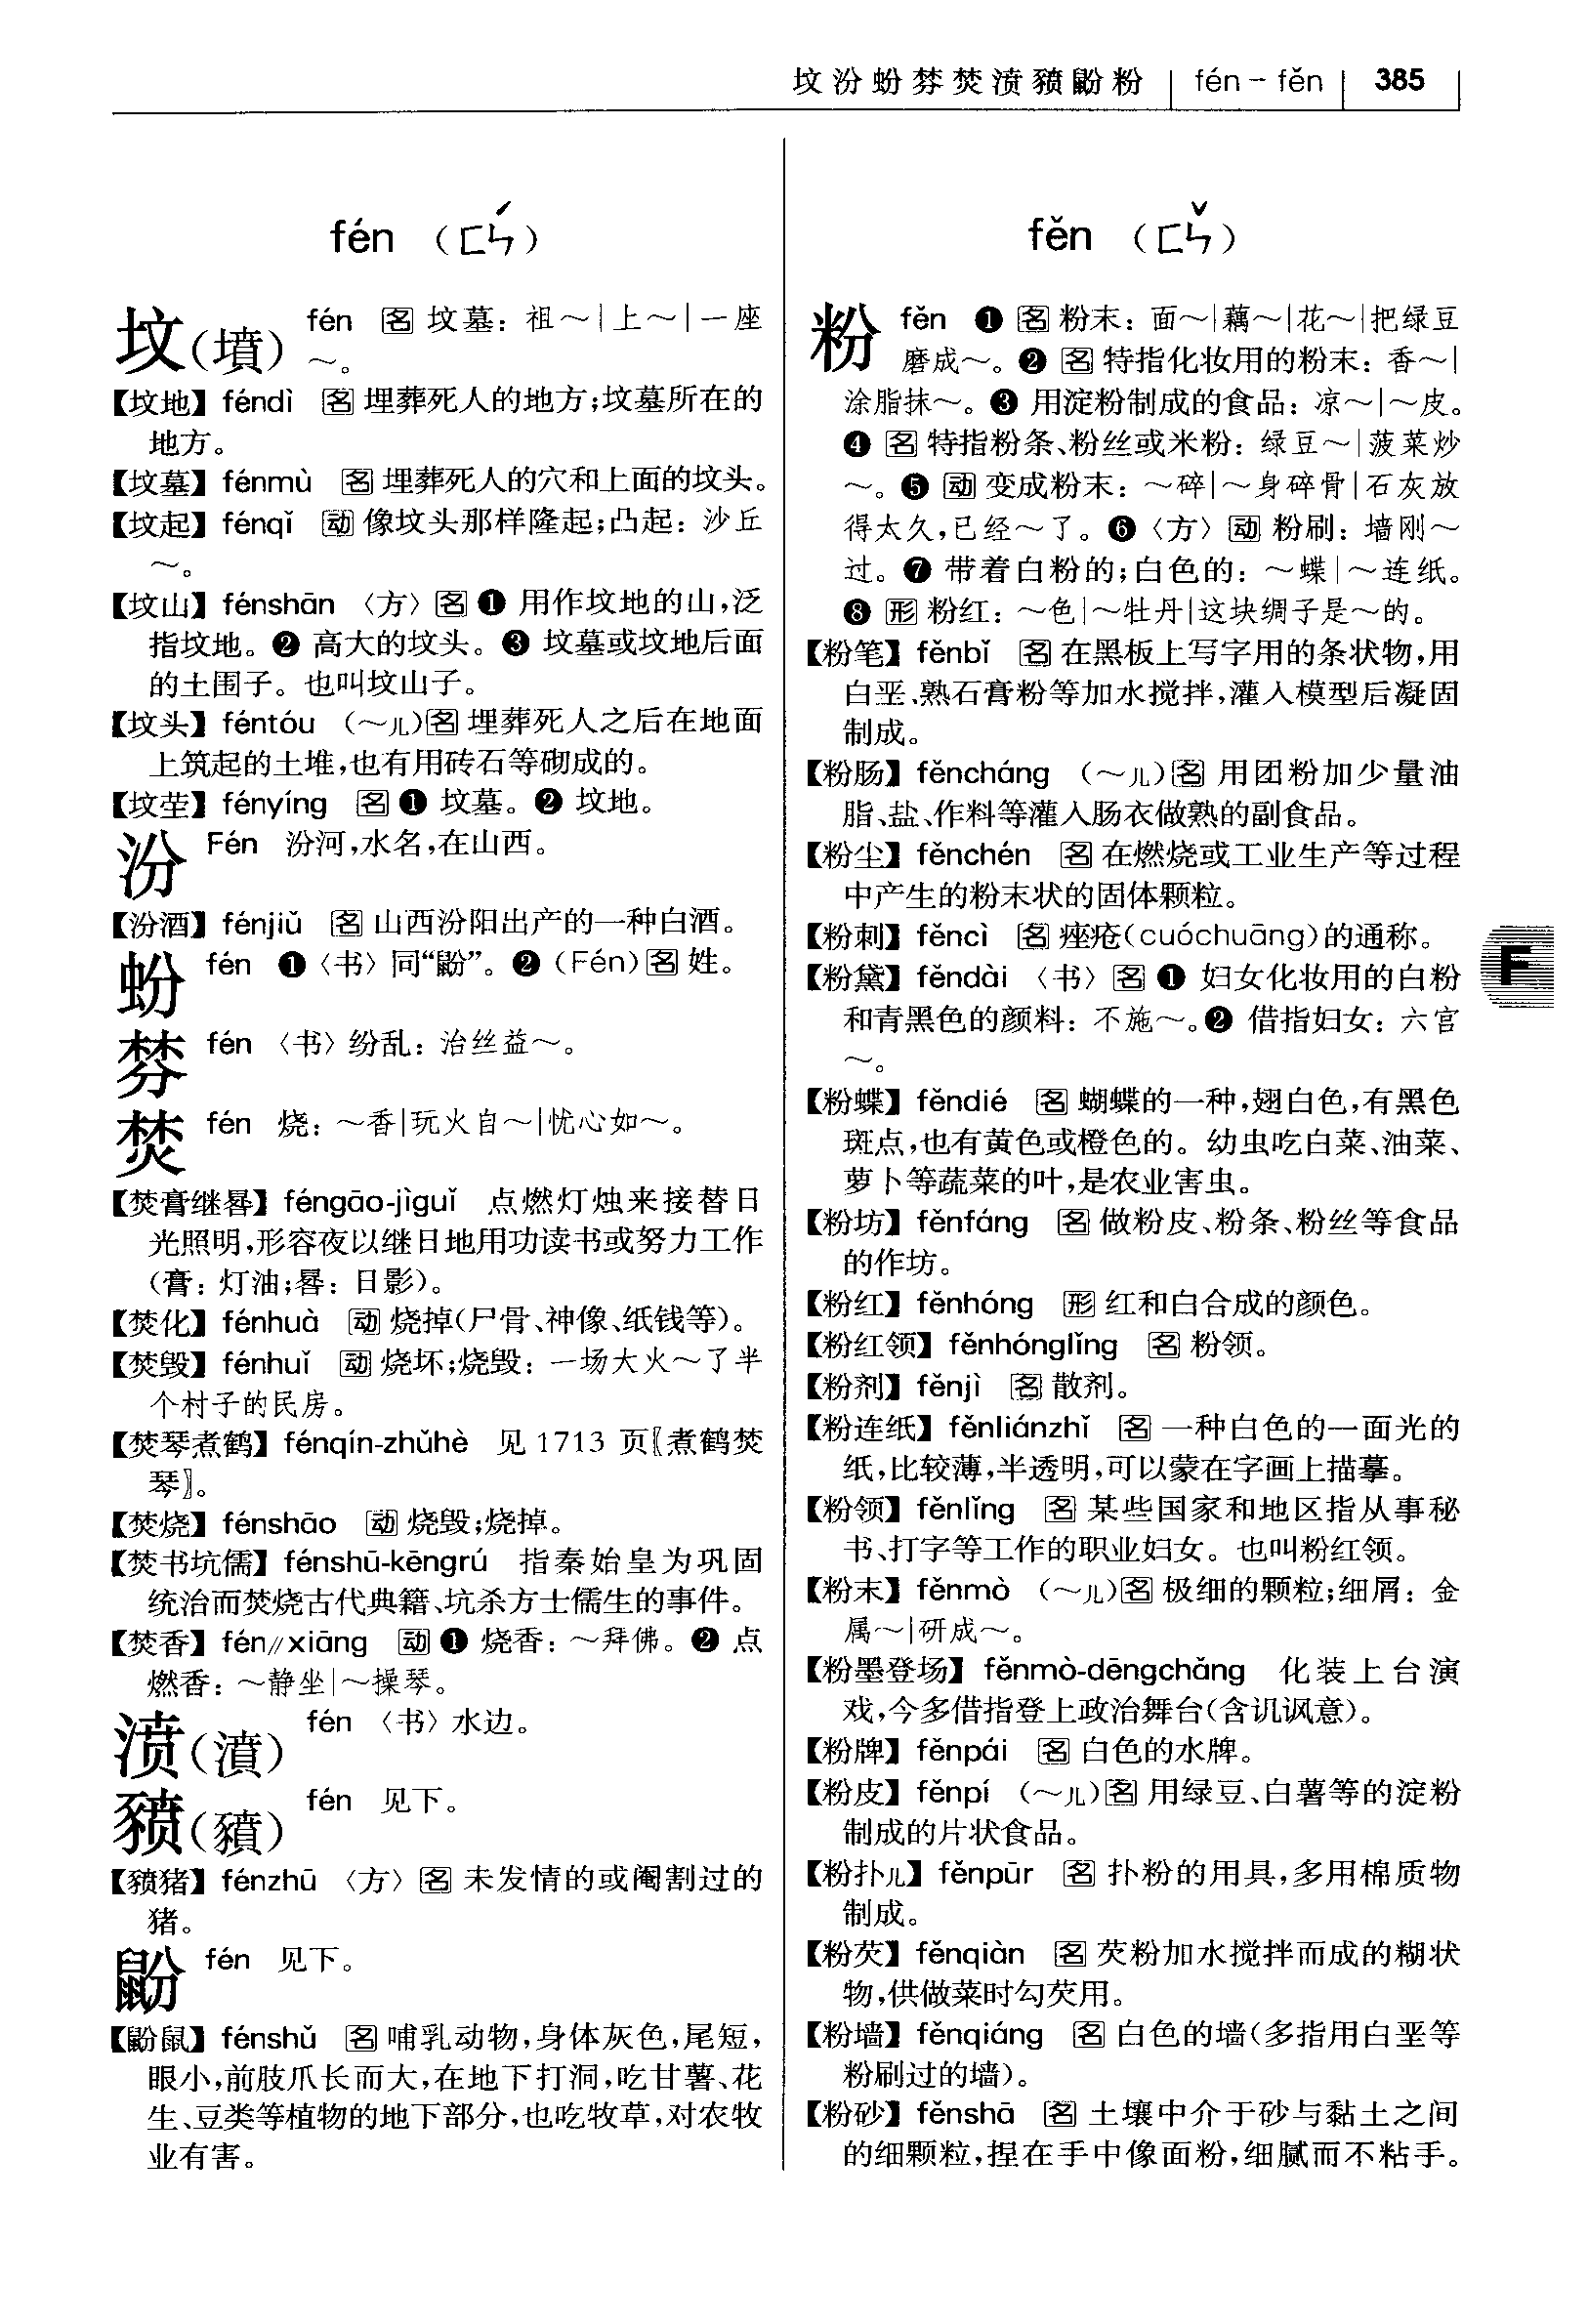 坟汾蚡棼焚濆豮鼢粉 fén－fěn 385
fén （ㄈㄣˊ）
坟（墳） fén 名 坟墓：祖～｜上～｜一座
～。
【坟地】féndì 名 埋葬死人的地方；坟墓所在的
地方。
【坟墓】fénmù 名 埋葬死人的穴和上面的坟头。
【坟起】fénqǐ 动 像坟头那样隆起；凸起：沙丘
～。
【坟山】fénshān 〈方〉名 ❶ 用作坟地的山，泛
指坟地。❷ 高大的坟头。❸ 坟墓或坟地后面
的土围子。也叫坟山子。
【坟头】féntóu （～儿）名 埋葬死人之后在地面
上筑起的土堆，也有用砖石等砌成的。
【坟茔】fényíng 名 ❶ 坟墓。❷ 坟地。
汾 Fén 汾河，水名，在山西。
【汾酒】fénjiǔ 名 山西汾阳出产的一种白酒。
蚡 fén ❶〈书〉同“鼢”。❷（Fén）名 姓。
棼 fén 〈书〉纷乱：治丝益～。
焚 fén 烧：～香｜玩火自～｜忧心如～。
【焚膏继晷】féngāo-jìguǐ 点燃灯烛来接替日
光照明，形容夜以继日地用功读书或努力工作
（膏：灯油；晷：日影）。
【焚化】fénhuà 动 烧掉（尸骨、神像、纸钱等）。
【焚毁】fénhuǐ 动 烧坏；烧毁：一场大火～了半
个村子的民房。
【焚琴煮鹤】fénqín-zhǔhè 见 1713 页〖煮鹤焚
琴〗。
【焚烧】fénshāo 动 烧毁；烧掉。
【焚书坑儒】fénshū-kēngrú 指秦始皇为巩固
统治而焚烧古代典籍、坑杀方士儒生的事件。
【焚香】fén∥xiāng 动 ❶ 烧香：～拜佛。❷ 点
燃香：～静坐｜～操琴。
濆（濆） fén 〈书〉水边。
豮（豶） fén 见下。
【豮猪】fénzhū 〈方〉名 未发情的或阉割过的
猪。
鼢 fén 见下。
【鼢鼠】fénshǔ 名 哺乳动物，身体灰色，尾短，
眼小，前肢爪长而大，在地下打洞，吃甘薯、花
生、豆类等植物的地下部分，也吃牧草，对农牧
业有害。
fěn （ㄈㄣˇ）
粉 fěn ❶ 名 粉末：面～｜藕～｜花～｜把绿豆
磨成～。❷ 名 特指化妆用的粉末：香～｜
涂脂抹～。❸ 用淀粉制成的食品：凉～｜～皮。
❹ 名 特指粉条、粉丝或米粉：绿豆～｜菠菜炒
～。❺ 动 变成粉末：～碎｜～身碎骨｜石灰放
得太久，已经～了。❻〈方〉动 粉刷：墙刚～
过。❼ 带着白粉的；白色的：～蝶｜～连纸。
❽ 形 粉红：～色｜～牡丹｜这块绸子是～的。
【粉笔】fěnbǐ 名 在黑板上写字用的条状物，用
白垩、熟石膏粉等加水搅拌，灌入模型后凝固
制成。
【粉肠】fěncháng （～儿）名 用团粉加少量油
脂、盐、作料等灌入肠衣做熟的副食品。
【粉尘】fěnchén 名 在燃烧或工业生产等过程
中产生的粉末状的固体颗粒。
【粉刺】fěncì 名 痤疮（cuóchuāng）的通称。
【粉黛】fěndài 〈书〉名 ❶ 妇女化妆用的白粉
和青黑色的颜料：不施～。❷ 借指妇女：六宫
～。
【粉蝶】fěndié 名 蝴蝶的一种，翅白色，有黑色
斑点，也有黄色或橙色的。幼虫吃白菜、油菜、
萝卜等蔬菜的叶，是农业害虫。
【粉坊】fěnfáng 名 做粉皮、粉条、粉丝等食品
的作坊。
【粉红】fěnhóng 形 红和白合成的颜色。
【粉红领】fěnhónglǐng 名 粉领。
【粉剂】fěnjì 名 散剂。
【粉连纸】fěnliánzhǐ 名 一种白色的一面光的
纸，比较薄，半透明，可以蒙在字画上描摹。
【粉领】fěnlǐng 名 某些国家和地区指从事秘
书、打字等工作的职业妇女。也叫粉红领。
【粉末】fěnmò （～儿）名 极细的颗粒；细屑：金
属～｜研成～。
【粉墨登场】fěnmò-dēngchǎng 化装上台演
戏，今多借指登上政治舞台（含讥讽意）。
【粉牌】fěnpái 名 白色的水牌。
【粉皮】fěnpí （～儿）名 用绿豆、白薯等的淀粉
制成的片状食品。
【粉扑儿】fěnpūr 名 扑粉的用具，多用棉质物
制成。
【粉芡】fěnqiàn 名 芡粉加水搅拌而成的糊状
物，供做菜时勾芡用。
【粉墙】fěnqiáng 名 白色的墙（多指用白垩等
粉刷过的墙）。
【粉砂】fěnshā 名 土壤中介于砂与黏土之间
的细颗粒，捏在手中像面粉，细腻而不粘手。
F